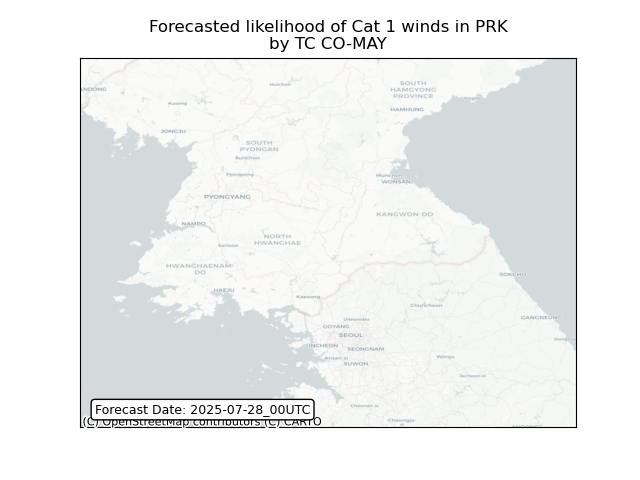 Forecasted likelihood of Cat 1 winds in PRK
by TC CO-MAY
SOUTH
HAMGYONG
PROVINCE
HAMHUNG
JONGJU
SOUTH
PYONGAN
WONSAN
PYONGYANG
KANGWON-DO
NAMPO
NORTH
HWANGHAE
HWANGHAENAM
DO
SOKCHO
HAEJU
Kaesong
Chuncheon
GANGNEUNG
GOYANG
SEOUL
INCHEON
SEONGNAM
Wonju
SUWON
Forecast Date: 2025-07-28_00UTC
(C) OpenStreetMap contributors (C) CARTO